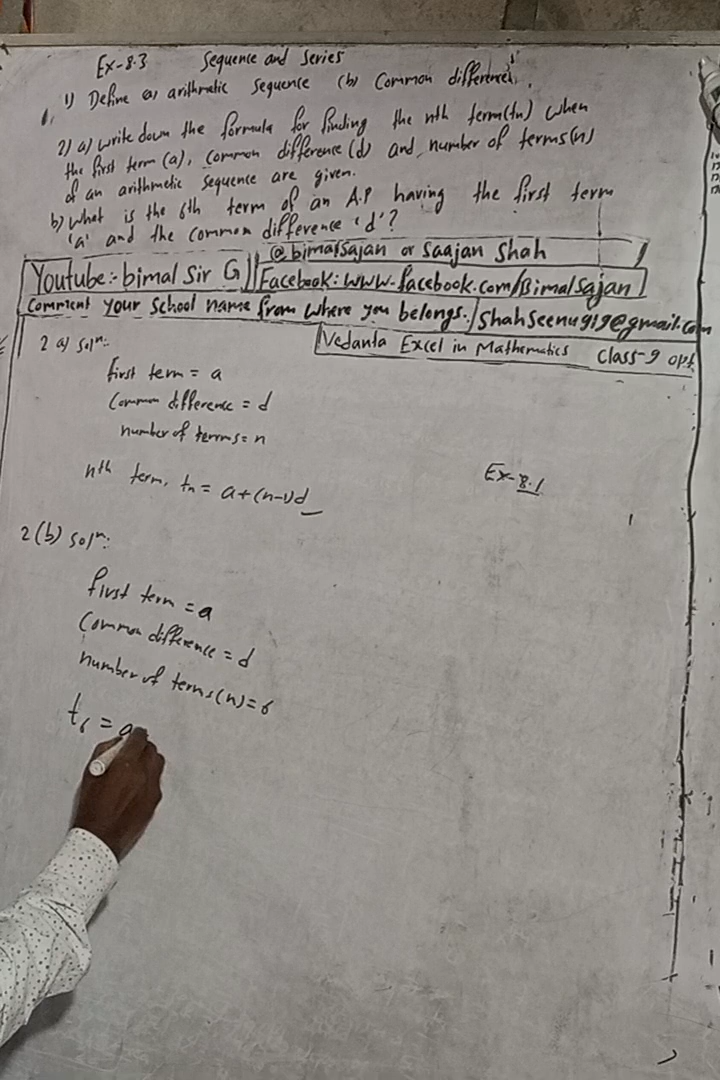 Ex-8.3 Sequence and Series
1) Define (a) arithmetic sequence (b) Common difference.
2) a) write down the formula for finding the nth term(tn) when
the first term (a), common difference (d) and number of terms(n)
of an arithmetic sequence are given.
b) What is the 6th term of an A.P having the first term
'a' and the common difference 'd'?
@bimalsajan or Saajan Shah
Youtube:- bimal Sir G
Facebook: www.facebook.com/Bimalsajan
Comment your School name from where you belongs.
Shahseenu919@gmail.com
Vedanta Excel in Mathematics Class-9 opt.
2 a) solⁿ:
first term = a
Common difference = d
number of terms = n
nth term, tn = a+(n-1)d
Ex-8.1
2(b) solⁿ:
first term = a
Common difference = d
number of terms(n) = 6
t6 = a